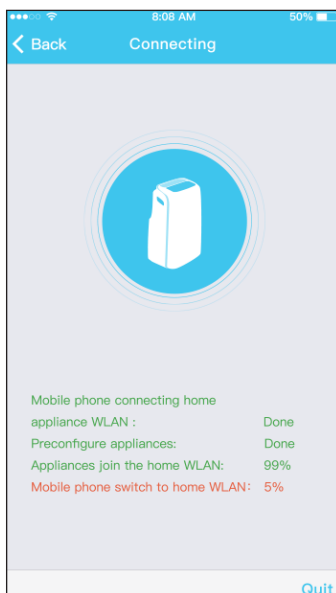 8:08 AM
50%
Back
Connecting
Mobile phone connecting home
appliance WLAN : Done
Preconfigure appliances: Done
Appliances join the home WLAN: 99%
Mobile phone switch to home WLAN: 5%
Quit